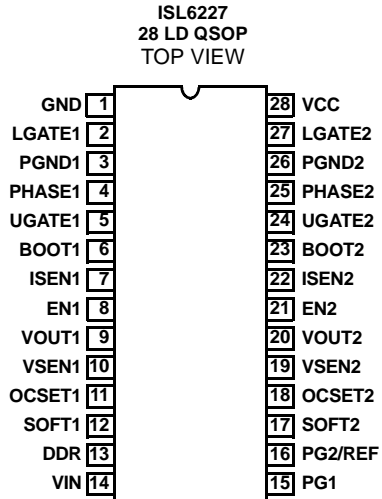 ISL6227
28 LD QSOP
TOP VIEW
GND 1 28 VCC
LGATE1 2 27 LGATE2
PGND1 3 26 PGND2
PHASE1 4 25 PHASE2
UGATE1 5 24 UGATE2
BOOT1 6 23 BOOT2
ISEN1 7 22 ISEN2
EN1 8 21 EN2
VOUT1 9 20 VOUT2
VSEN1 10 19 VSEN2
OCSET1 11 18 OCSET2
SOFT1 12 17 SOFT2
DDR 13 16 PG2/REF
VIN 14 15 PG1